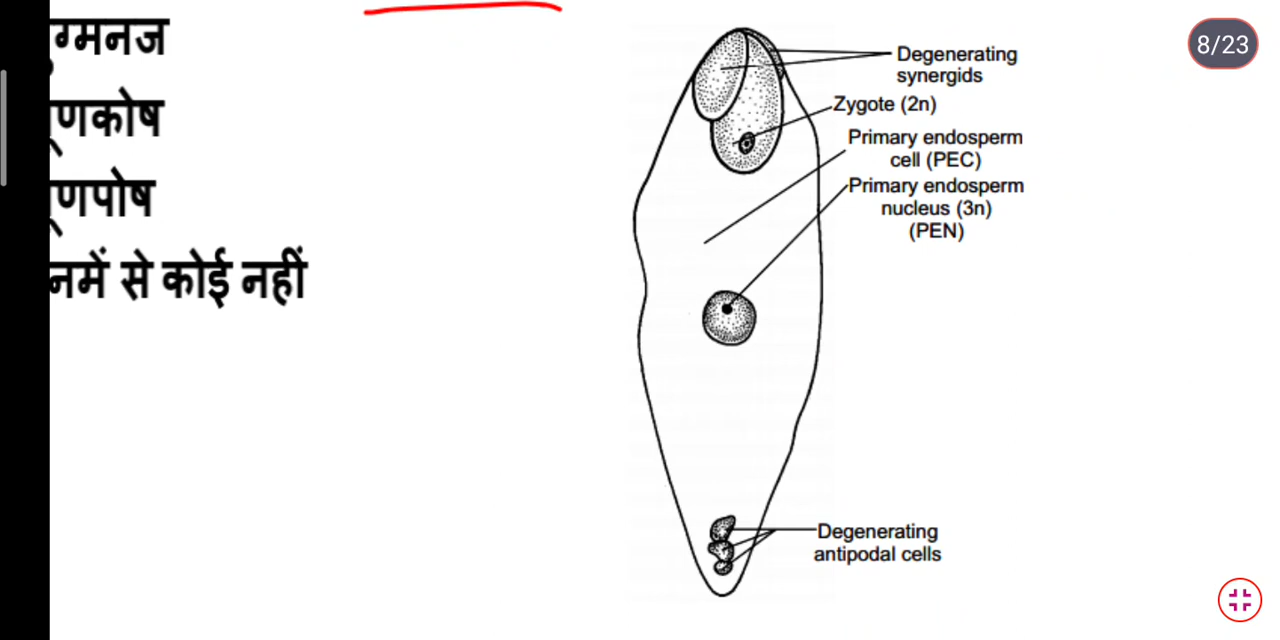 ुग्मनज
्रूणकोष
्रूणपोष
नमें से कोई नहीं
8/23
Degenerating
synergids
Zygote (2n)
Primary endosperm
cell (PEC)
Primary endosperm
nucleus (3n)
(PEN)
Degenerating
antipodal cells